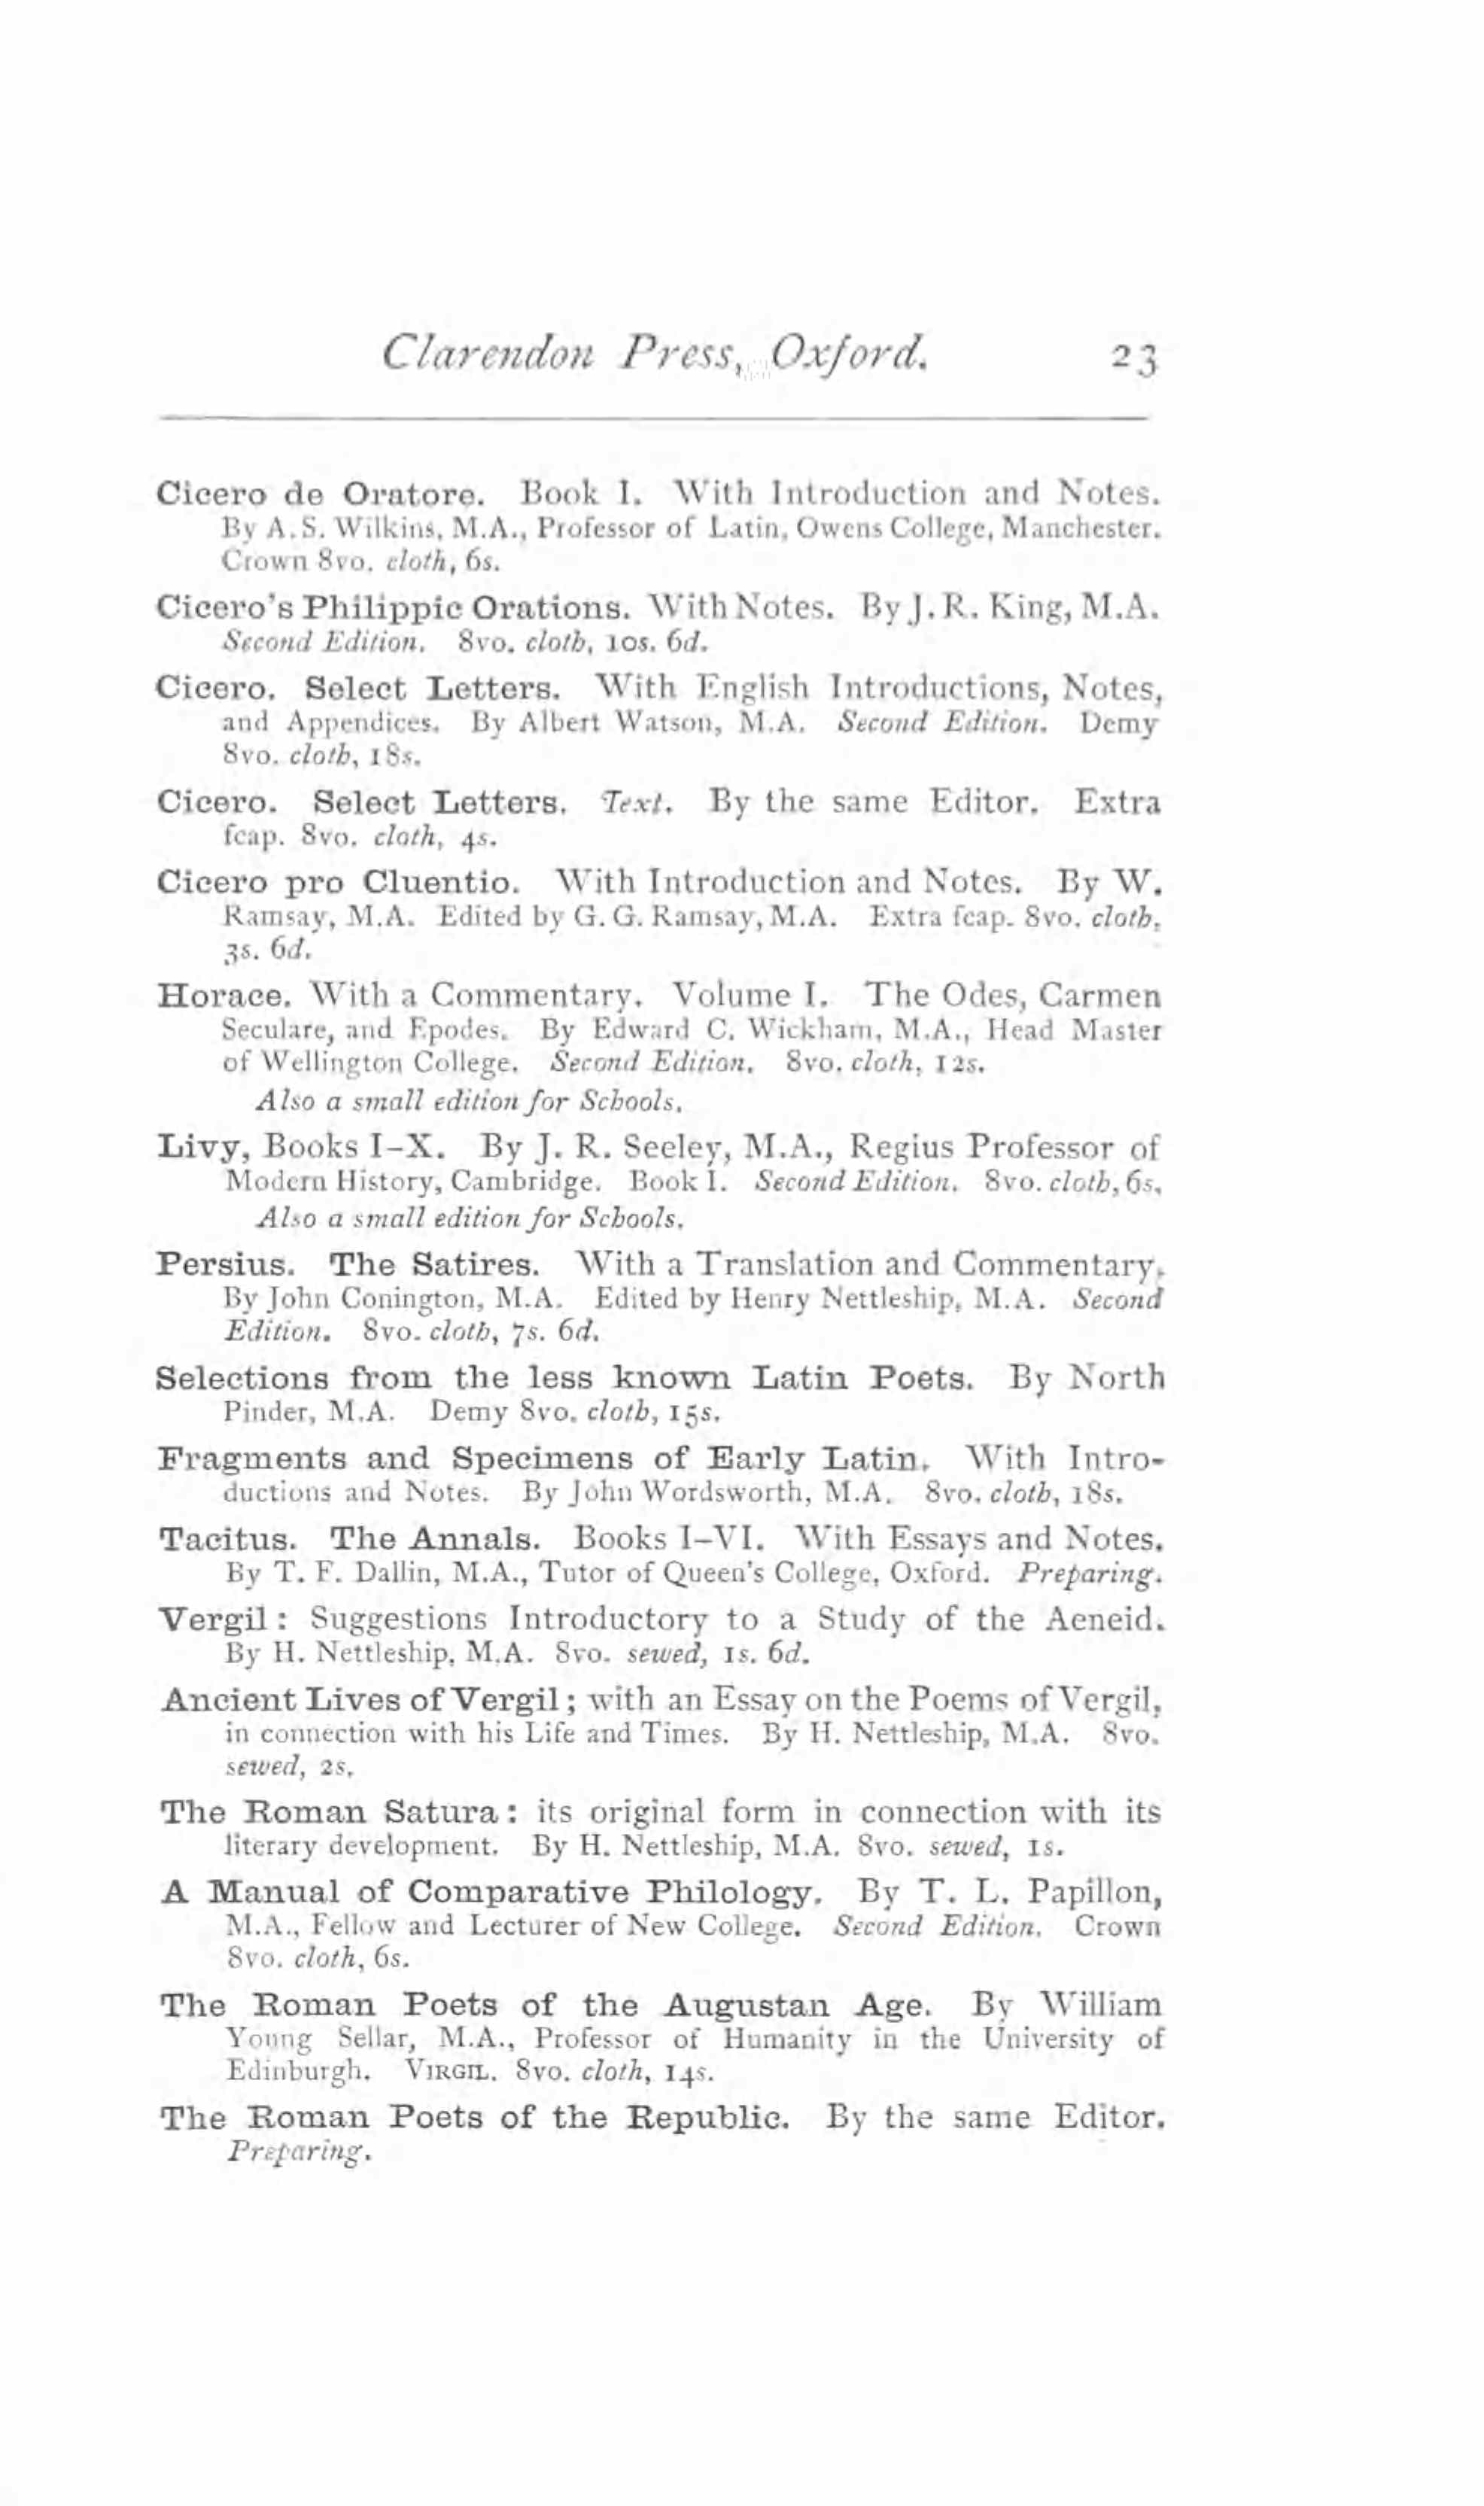 Clarendon Press, Oxford. 23
Cicero de Oratore. Book I. With Introduction and Notes.
By A. S. Wilkins, M.A., Professor of Latin, Owens College, Manchester.
Crown 8vo. cloth, 6s.
Cicero's Philippic Orations. With Notes. By J. R. King, M.A.
Second Edition. 8vo. cloth, 10s. 6d.
Cicero. Select Letters. With English Introductions, Notes,
and Appendices. By Albert Watson, M.A. Second Edition. Demy
8vo. cloth, 18s.
Cicero. Select Letters. Text. By the same Editor. Extra
fcap. 8vo. cloth, 4s.
Cicero pro Cluentio. With Introduction and Notes. By W.
Ramsay, M.A. Edited by G. G. Ramsay, M.A. Extra fcap. 8vo. cloth,
3s. 6d.
Horace. With a Commentary. Volume I. The Odes, Carmen
Seculare, and Epodes. By Edward C. Wickham, M.A., Head Master
of Wellington College. Second Edition. 8vo. cloth, 12s.
Also a small edition for Schools.
Livy, Books I–X. By J. R. Seeley, M.A., Regius Professor of
Modern History, Cambridge. Book I. Second Edition. 8vo. cloth, 6s.
Also a small edition for Schools.
Persius. The Satires. With a Translation and Commentary.
By John Conington, M.A. Edited by Henry Nettleship, M.A. Second
Edition. 8vo. cloth, 7s. 6d.
Selections from the less known Latin Poets. By North
Pinder, M.A. Demy 8vo. cloth, 15s.
Fragments and Specimens of Early Latin. With Intro-
ductions and Notes. By John Wordsworth, M.A. 8vo. cloth, 18s.
Tacitus. The Annals. Books I–VI. With Essays and Notes.
By T. F. Dallin, M.A., Tutor of Queen's College, Oxford. Preparing.
Vergil: Suggestions Introductory to a Study of the Aeneid.
By H. Nettleship, M.A. 8vo. sewed, 1s. 6d.
Ancient Lives of Vergil; with an Essay on the Poems of Vergil,
in connection with his Life and Times. By H. Nettleship, M.A. 8vo.
sewed, 2s.
The Roman Satura: its original form in connection with its
literary development. By H. Nettleship, M.A. 8vo. sewed, 1s.
A Manual of Comparative Philology. By T. L. Papillon,
M.A., Fellow and Lecturer of New College. Second Edition. Crown
8vo. cloth, 6s.
The Roman Poets of the Augustan Age. By William
Young Sellar, M.A., Professor of Humanity in the University of
Edinburgh. VIRGIL. 8vo. cloth, 14s.
The Roman Poets of the Republic. By the same Editor.
Preparing.